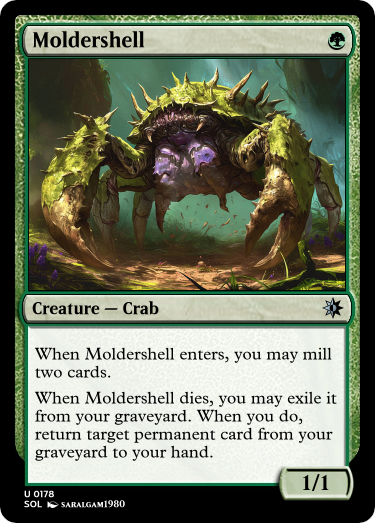 Moldershell
Creature — Crab
When Moldershell enters, you may mill
two cards.
When Moldershell dies, you may exile it
from your graveyard. When you do,
return target permanent card from your
graveyard to your hand.
1/1
U 0178
SOL SARALGAM1980